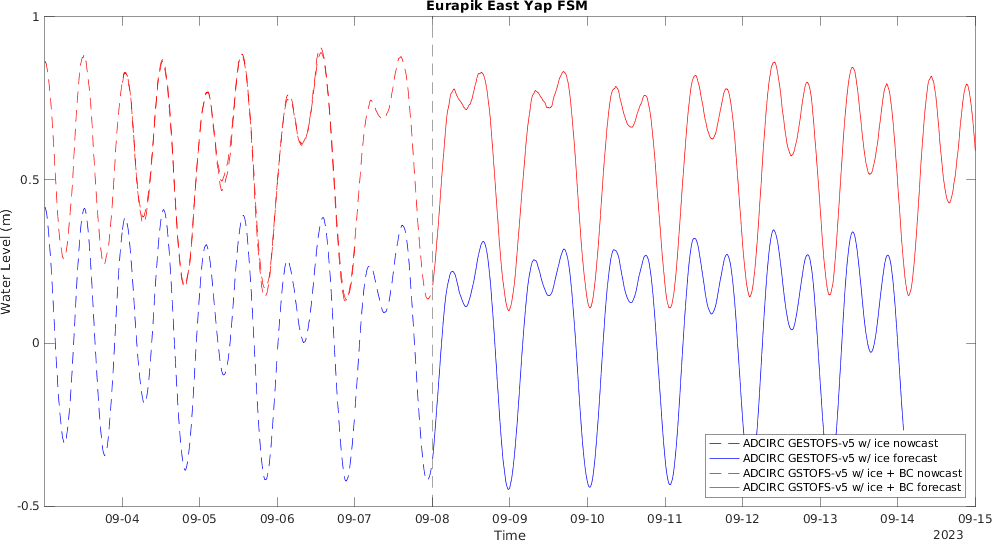 Eurapik East Yap FSM
1
0.5
0
-0.5
Water Level (m)
ADCIRC GESTOFS-v5 w/ ice nowcast
ADCIRC GESTOFS-v5 w/ ice forecast
ADCIRC GSTOFS-v5 w/ ice + BC nowcast
ADCIRC GSTOFS-v5 w/ ice + BC forecast
09-04 09-05 09-06 09-07 09-08 09-09 09-10 09-11 09-12 09-13 09-14 09-15
Time
2023